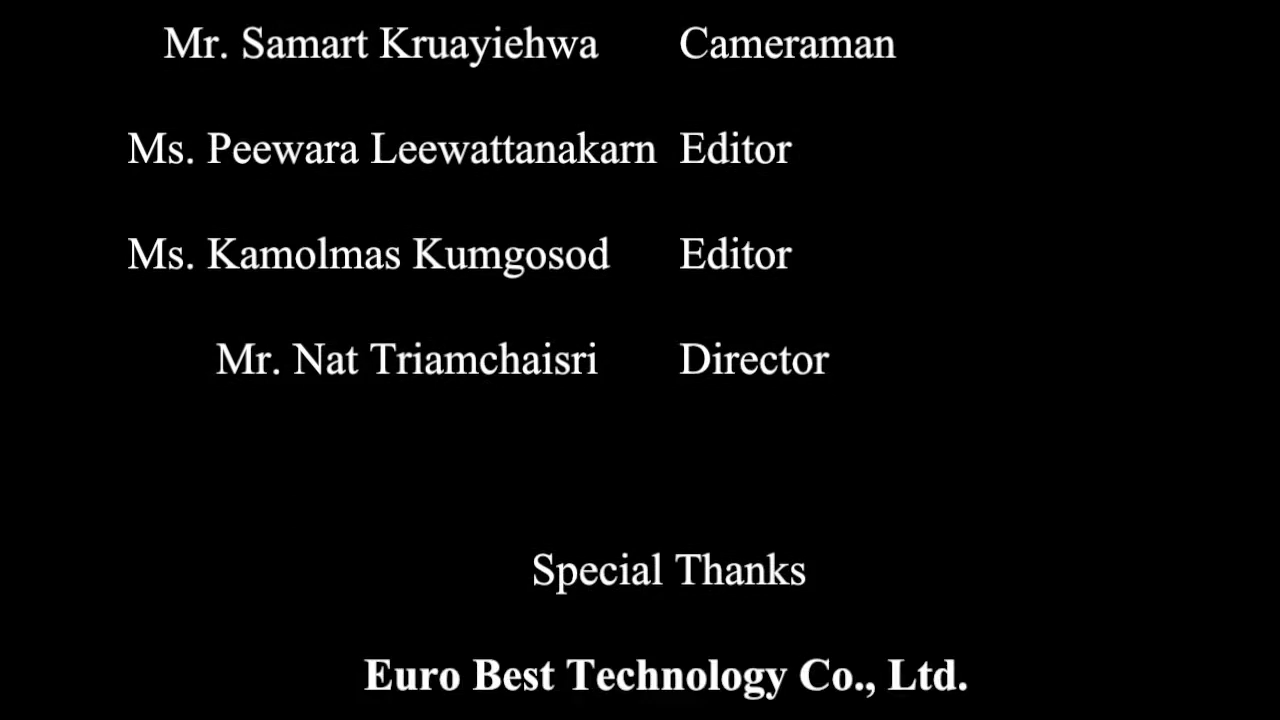 Mr. Samart Kruayiehwa Cameraman
Ms. Peewara Leewattanakarn Editor
Ms. Kamolmas Kumgosod Editor
Mr. Nat Triamchaisri Director
Special Thanks
Euro Best Technology Co., Ltd.